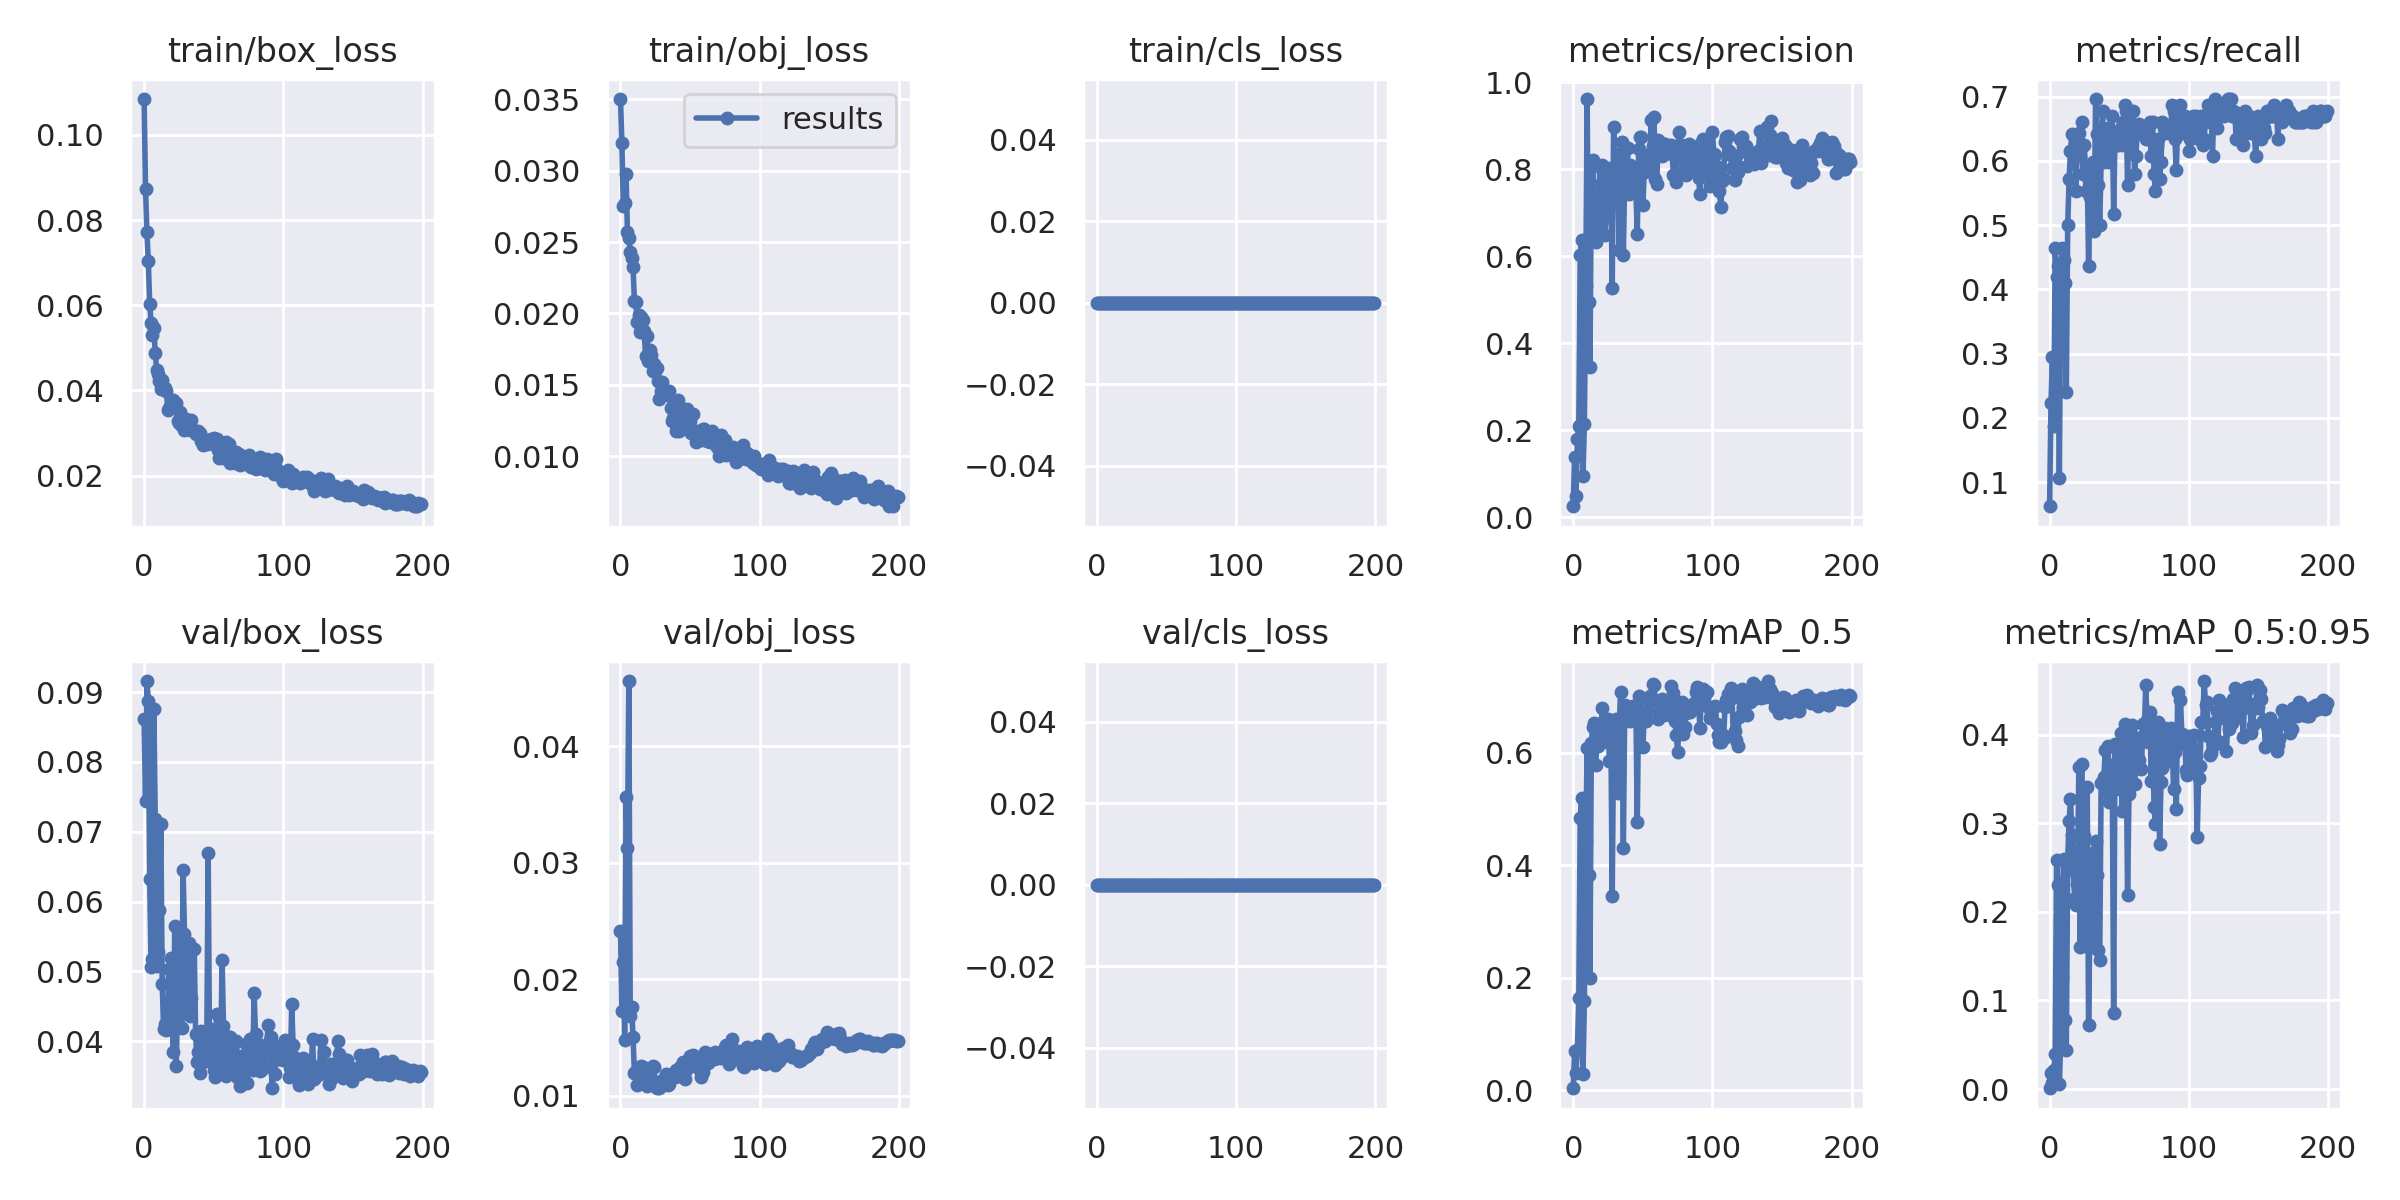 train/box_loss
0.10
0.08
0.06
0.04
0.02
0 100 200
train/obj_loss
results
0.035
0.030
0.025
0.020
0.015
0.010
0 100 200
train/cls_loss
0.04
0.02
0.00
−0.02
−0.04
0 100 200
metrics/precision
1.0
0.8
0.6
0.4
0.2
0.0
0 100 200
metrics/recall
0.7
0.6
0.5
0.4
0.3
0.2
0.1
0 100 200
val/box_loss
0.09
0.08
0.07
0.06
0.05
0.04
0 100 200
val/obj_loss
0.04
0.03
0.02
0.01
0 100 200
val/cls_loss
0.04
0.02
0.00
−0.02
−0.04
0 100 200
metrics/mAP_0.5
0.6
0.4
0.2
0.0
0 100 200
metrics/mAP_0.5:0.95
0.4
0.3
0.2
0.1
0.0
0 100 200